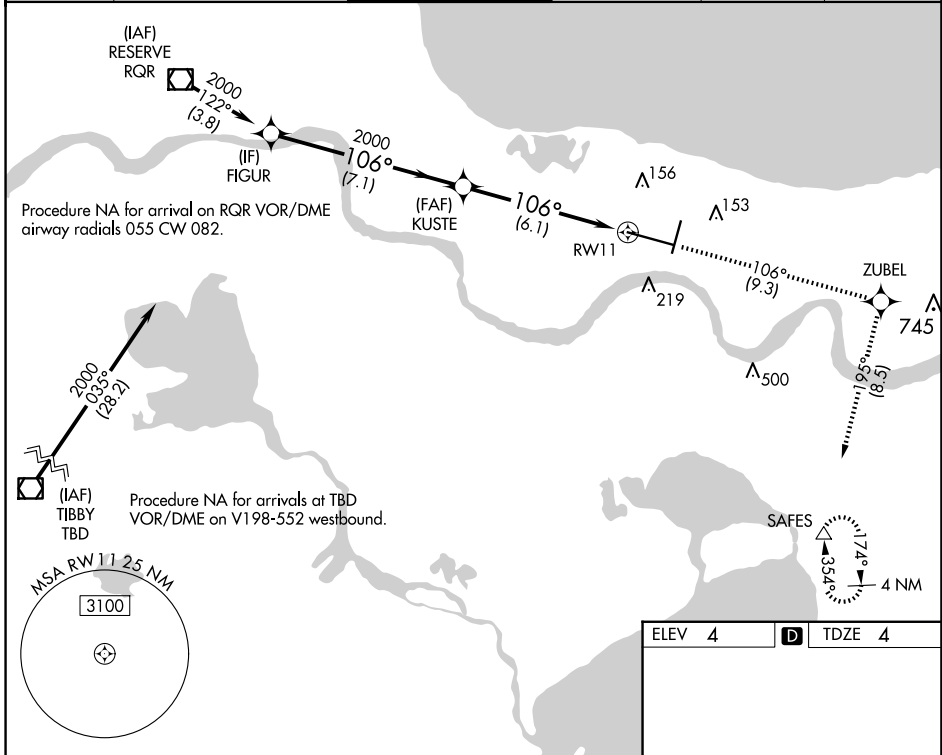 (IAF)
RESERVE
RQR
2000
122°
(3.8)
(IF)
FIGUR
2000
106°
(7.1)
(FAF)
KUSTE
106°
(6.1)
RW11
156
153
219
106°
(9.3)
ZUBEL
745
500
195°
(8.5)
Procedure NA for arrival on RQR VOR/DME
airway radials 055 CW 082.
2000
035°
(28.2)
(IAF)
TIBBY
TBD
Procedure NA for arrivals at TBD
VOR/DME on V198-552 westbound.
SAFES
174°
354°
4 NM
MSA RW11 25 NM
3100
ELEV 4 D TDZE 4